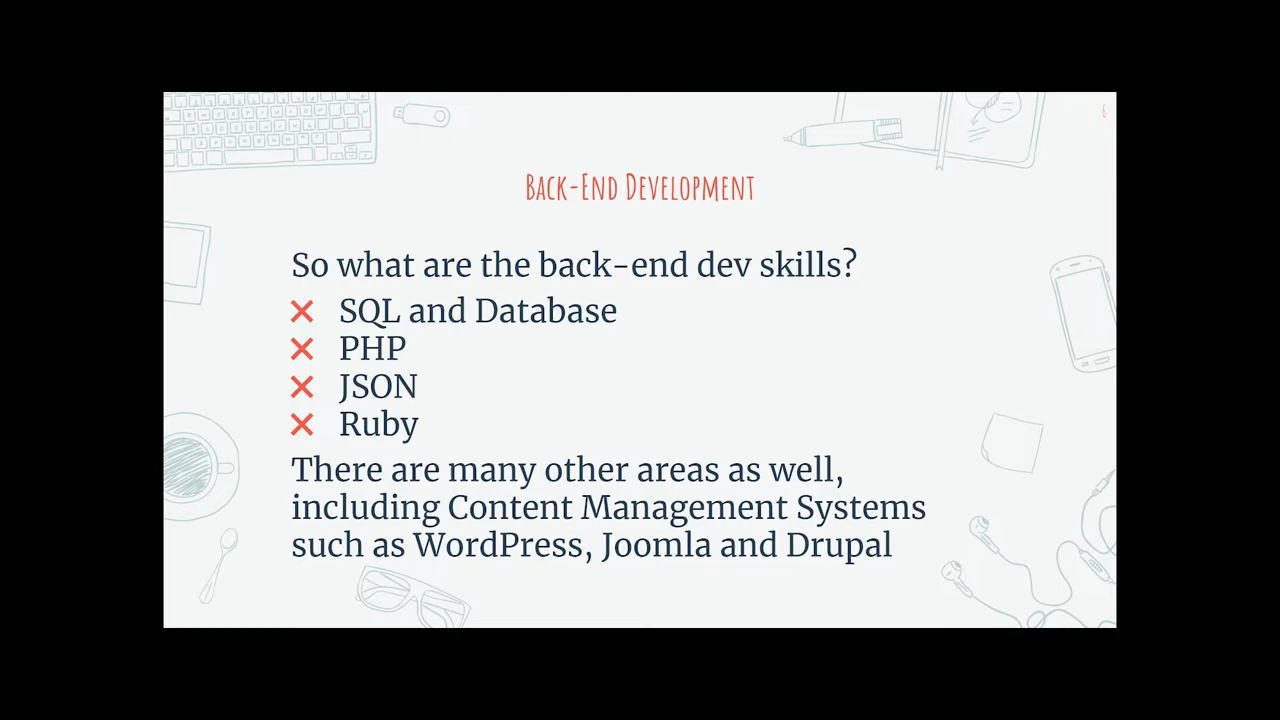 Back-End Development
So what are the back-end dev skills?
SQL and Database
PHP
JSON
Ruby
There are many other areas as well,
including Content Management Systems
such as WordPress, Joomla and Drupal